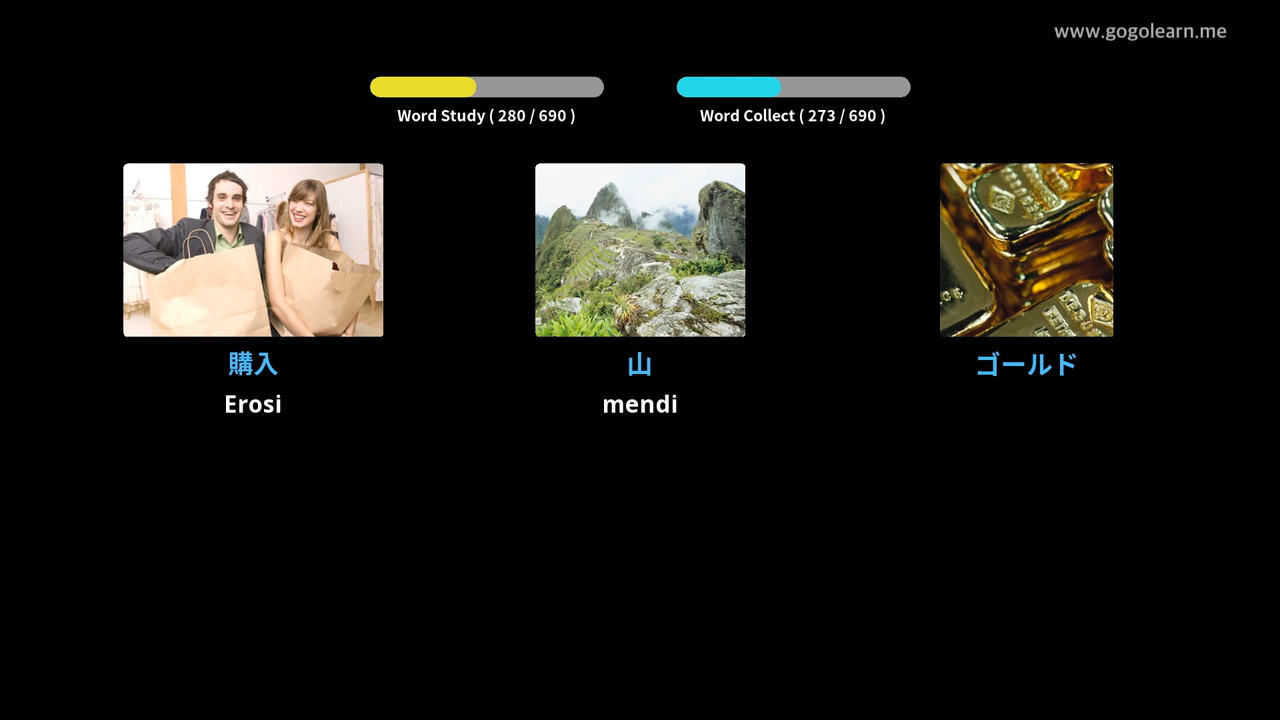 www.gogolearn.me
Word Study ( 280 / 690 )
Word Collect ( 273 / 690 )
購入
Erosi
山
mendi
ゴールド